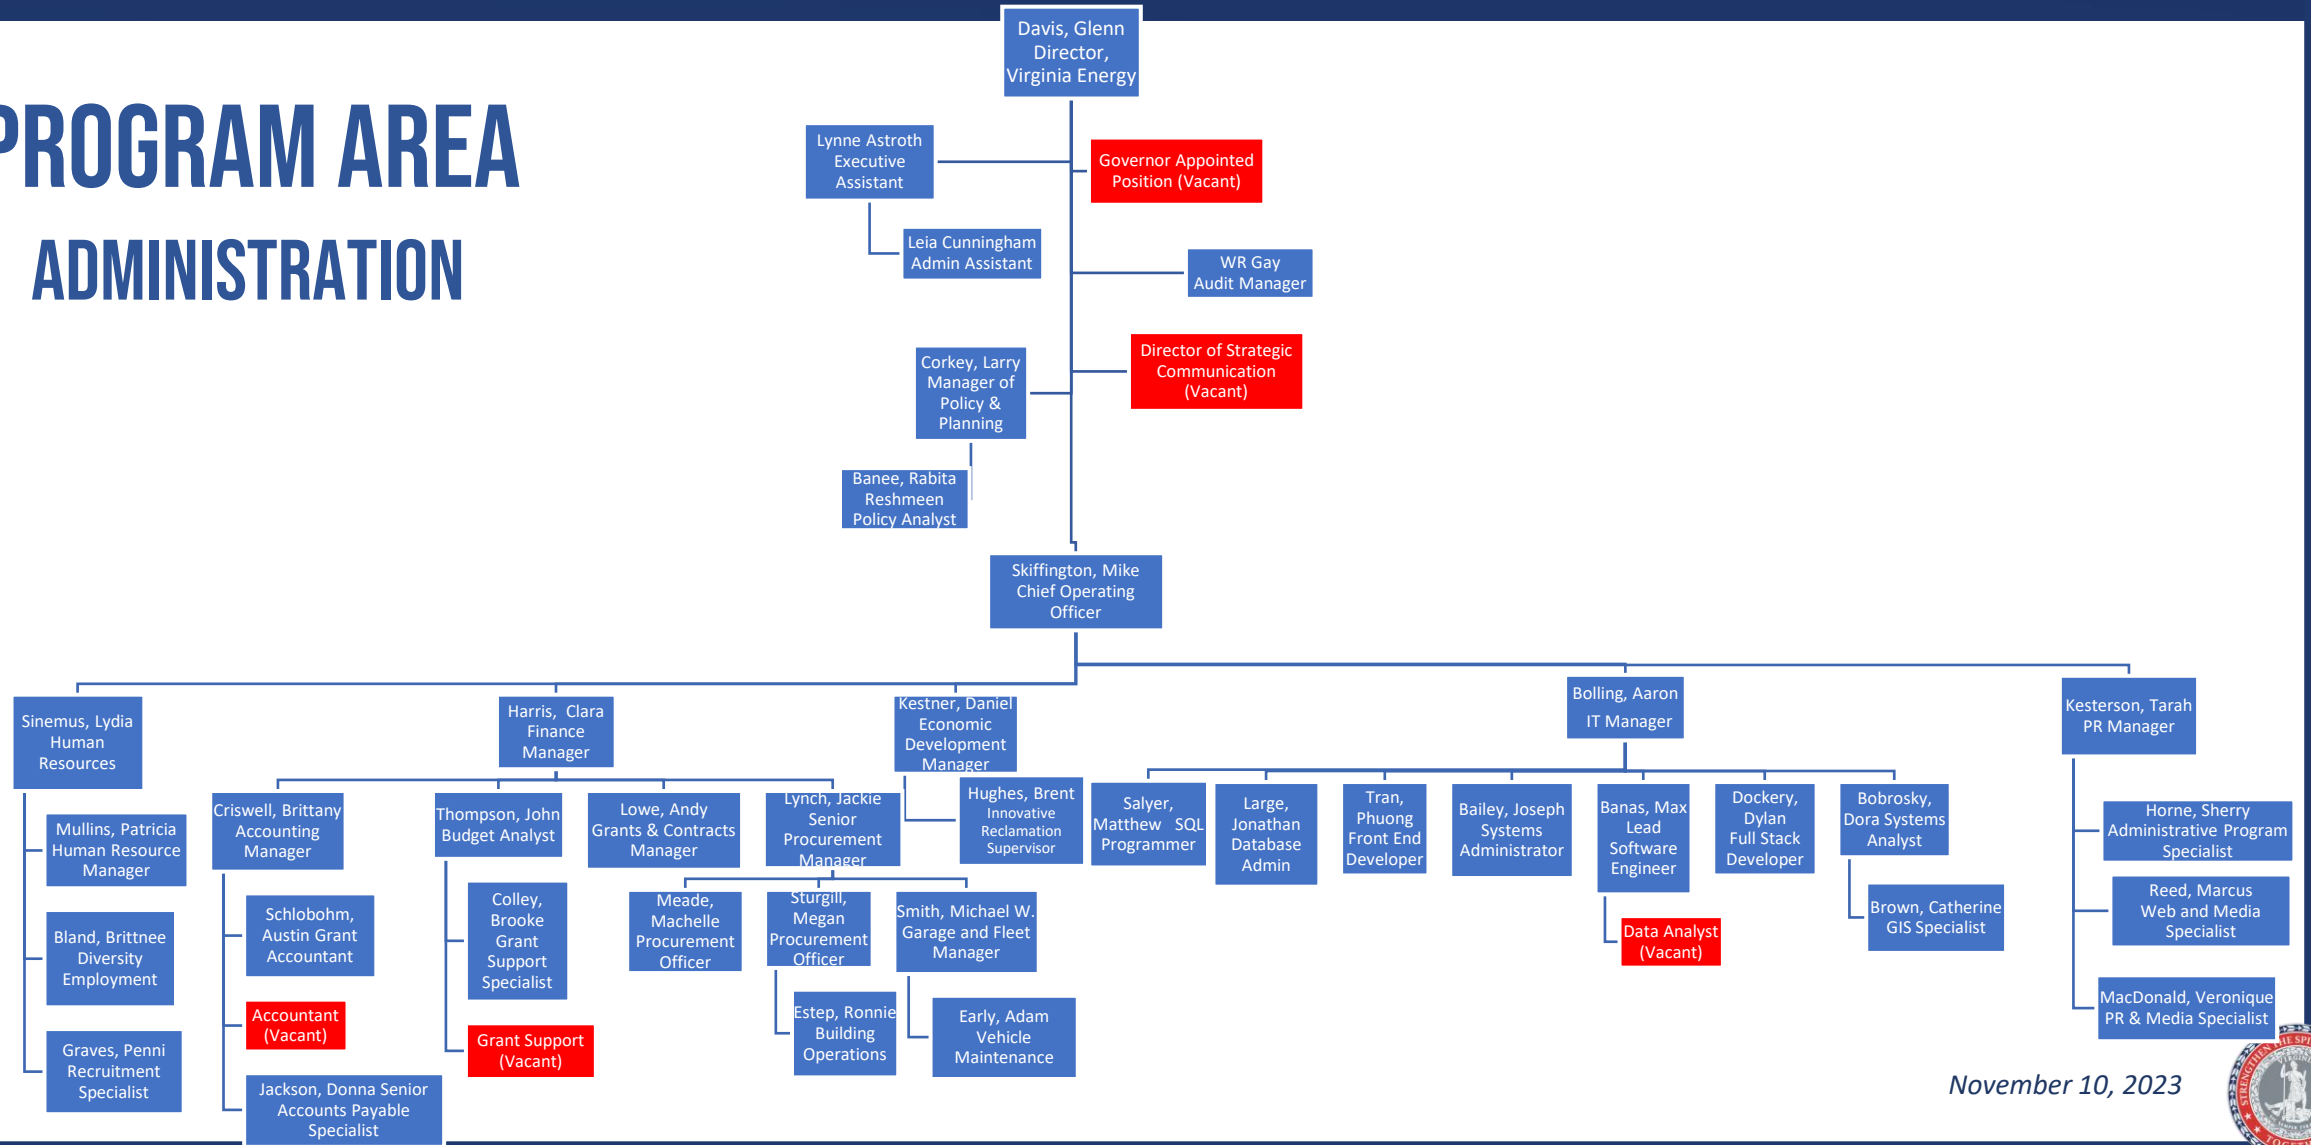 Davis, Glenn
Director,
Virginia Energy
PROGRAM AREA
ADMINISTRATION
Lynne Astroth
Executive
Assistant
Governor Appointed
Position (Vacant)
Leia Cunningham
Admin Assistant
WR Gay
Audit Manager
Director of Strategic
Communication
(Vacant)
Corkey, Larry
Manager of
Policy &
Planning
Banee, Rabita
Reshmeen
Policy Analyst
Skiffington, Mike
Chief Operating
Officer
Sinemus, Lydia
Human
Resources
Mullins, Patricia
Human Resource
Manager
Bland, Brittnee
Diversity
Employment
Graves, Penni
Recruitment
Specialist
Harris, Clara
Finance
Manager
Criswell, Brittany
Accounting
Manager
Schlobohm,
Austin Grant
Accountant
Accountant
(Vacant)
Jackson, Donna Senior
Accounts Payable
Specialist
Thompson, John
Budget Analyst
Colley,
Brooke
Grant
Support
Specialist
Grant Support
(Vacant)
Lowe, Andy
Grants & Contracts
Manager
Lynch, Jackie
Senior
Procurement
Manager
Meade,
Machelle
Procurement
Officer
Sturgill,
Megan
Procurement
Officer
Estep, Ronnie
Building
Operations
Smith, Michael W.
Garage and Fleet
Manager
Early, Adam
Vehicle
Maintenance
Kestner, Daniel
Economic
Development
Manager
Hughes, Brent
Innovative
Reclamation
Supervisor
Bolling, Aaron
IT Manager
Salyer,
Matthew SQL
Programmer
Large,
Jonathan
Database
Admin
Tran,
Phuong
Front End
Developer
Bailey, Joseph
Systems
Administrator
Banas, Max
Lead
Software
Engineer
Data Analyst
(Vacant)
Dockery,
Dylan
Full Stack
Developer
Bobrosky,
Dora Systems
Analyst
Brown, Catherine
GIS Specialist
Kesterson, Tarah
PR Manager
Horne, Sherry
Administrative Program
Specialist
Reed, Marcus
Web and Media
Specialist
MacDonald, Veronique
PR & Media Specialist
November 10, 2023
STRENGTHEN THE SPI